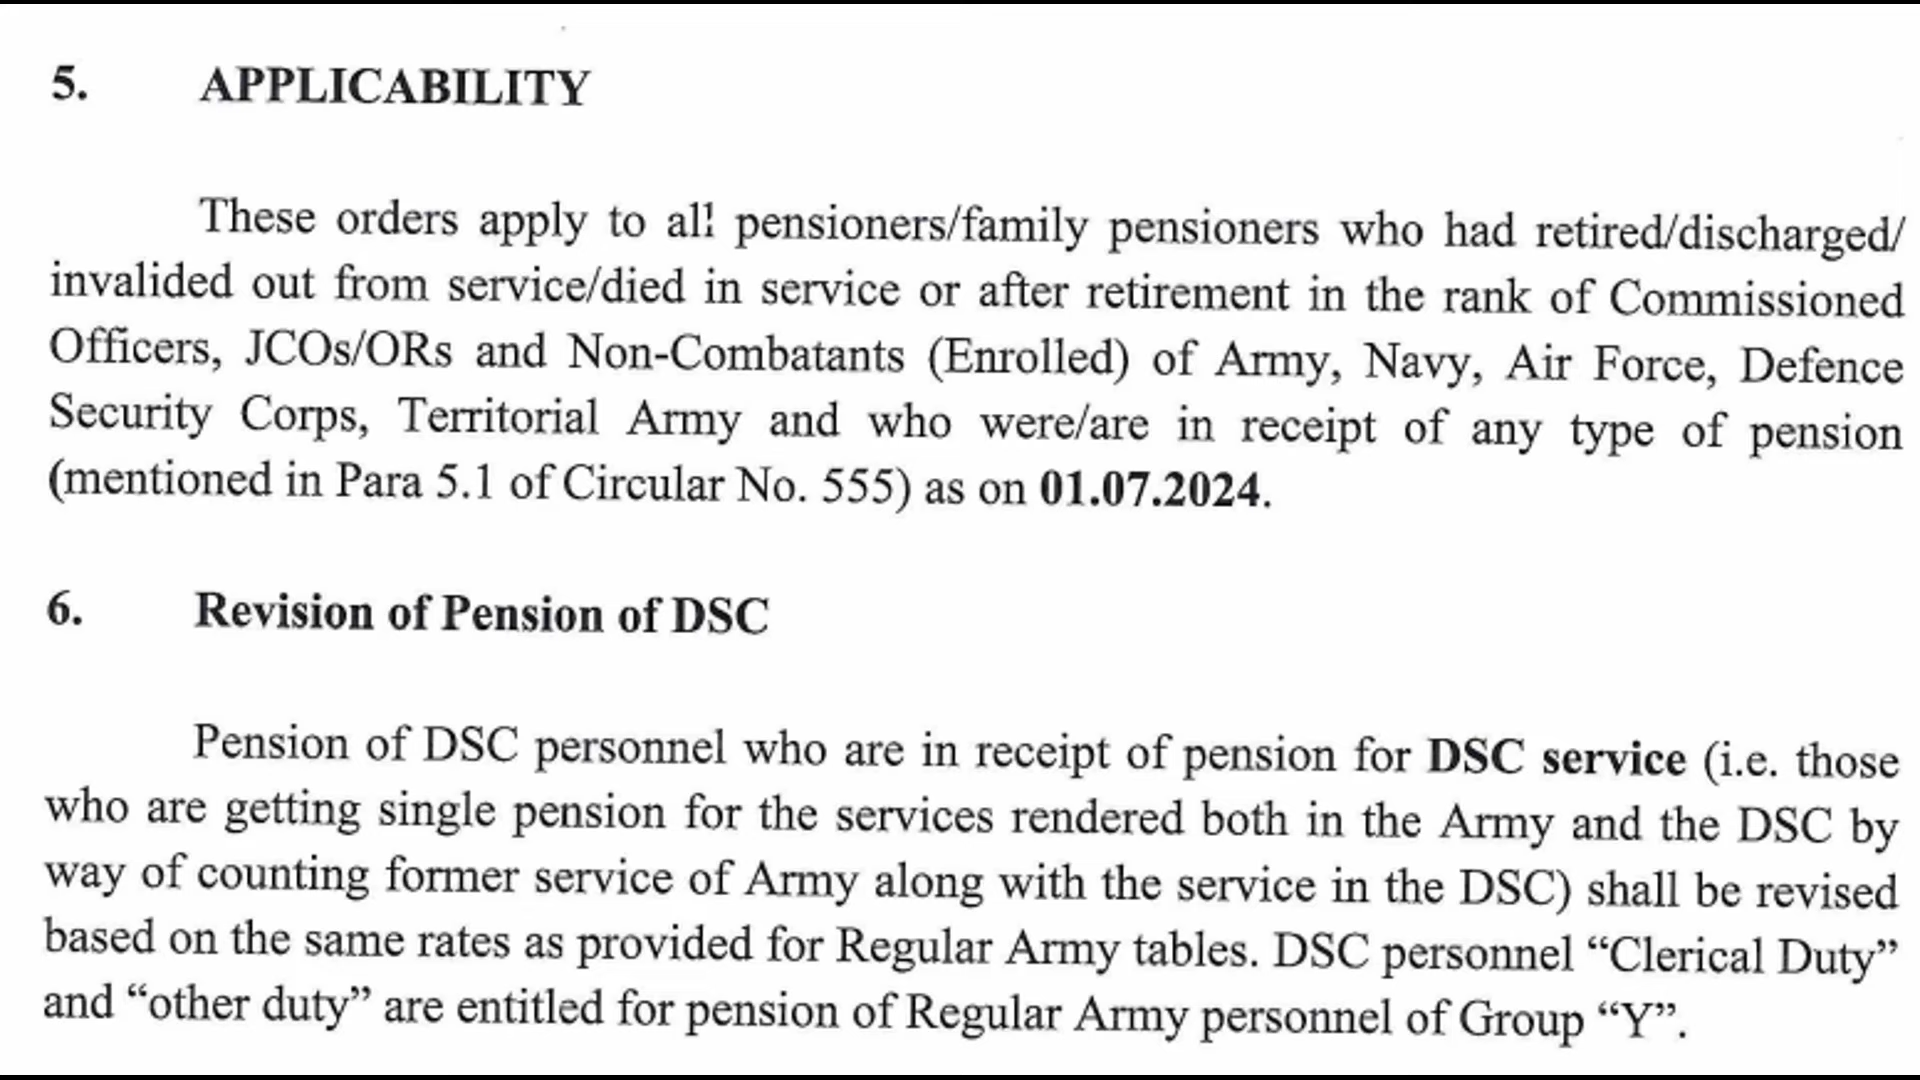 5. APPLICABILITY
These orders apply to all pensioners/family pensioners who had retired/discharged/
invalided out from service/died in service or after retirement in the rank of Commissioned
Officers, JCOs/ORs and Non-Combatants (Enrolled) of Army, Navy, Air Force, Defence
Security Corps, Territorial Army and who were/are in receipt of any type of pension
(mentioned in Para 5.1 of Circular No. 555) as on 01.07.2024.
6. Revision of Pension of DSC
Pension of DSC personnel who are in receipt of pension for DSC service (i.e. those
who are getting single pension for the services rendered both in the Army and the DSC by
way of counting former service of Army along with the service in the DSC) shall be revised
based on the same rates as provided for Regular Army tables. DSC personnel “Clerical Duty”
and “other duty” are entitled for pension of Regular Army personnel of Group “Y”.